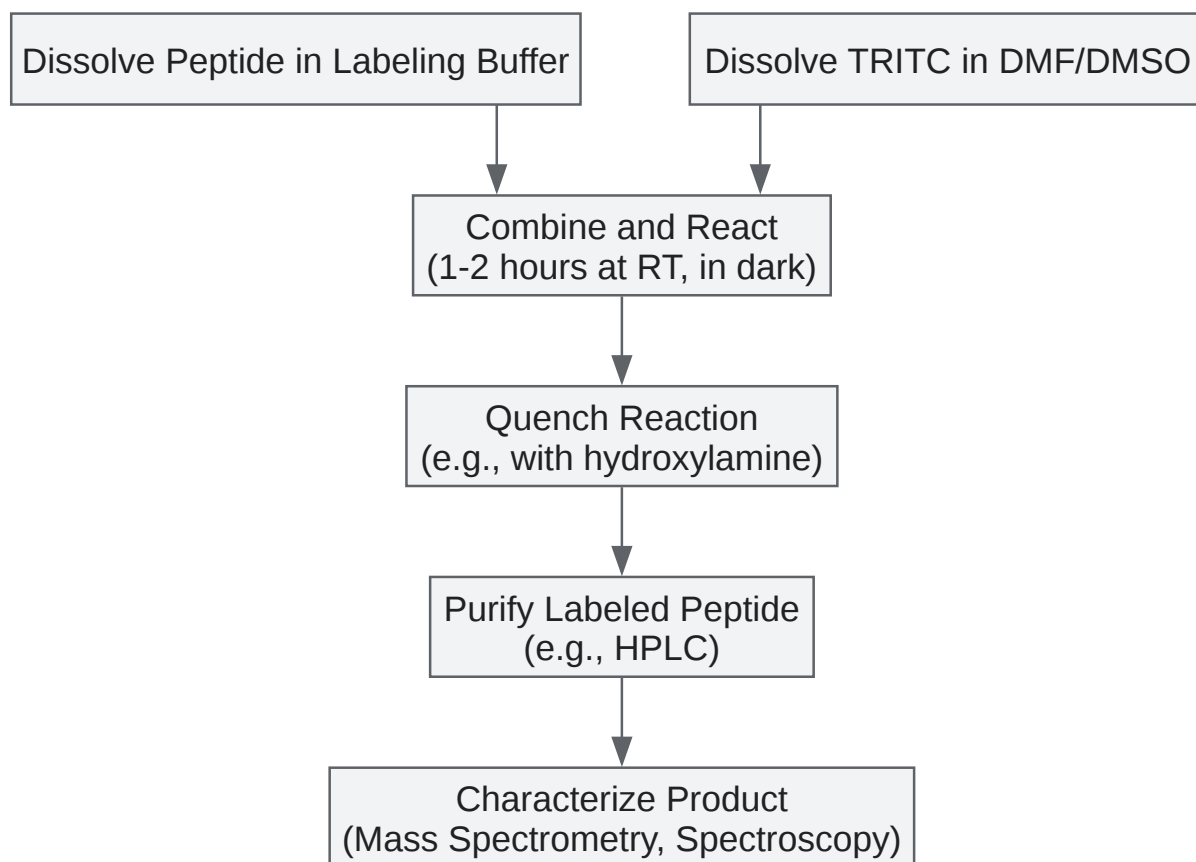 Dissolve Peptide in Labeling Buffer
Dissolve TRITC in DMF/DMSO
Combine and React
(1-2 hours at RT, in dark)
Quench Reaction
(e.g., with hydroxylamine)
Purify Labeled Peptide
(e.g., HPLC)
Characterize Product
(Mass Spectrometry, Spectroscopy)